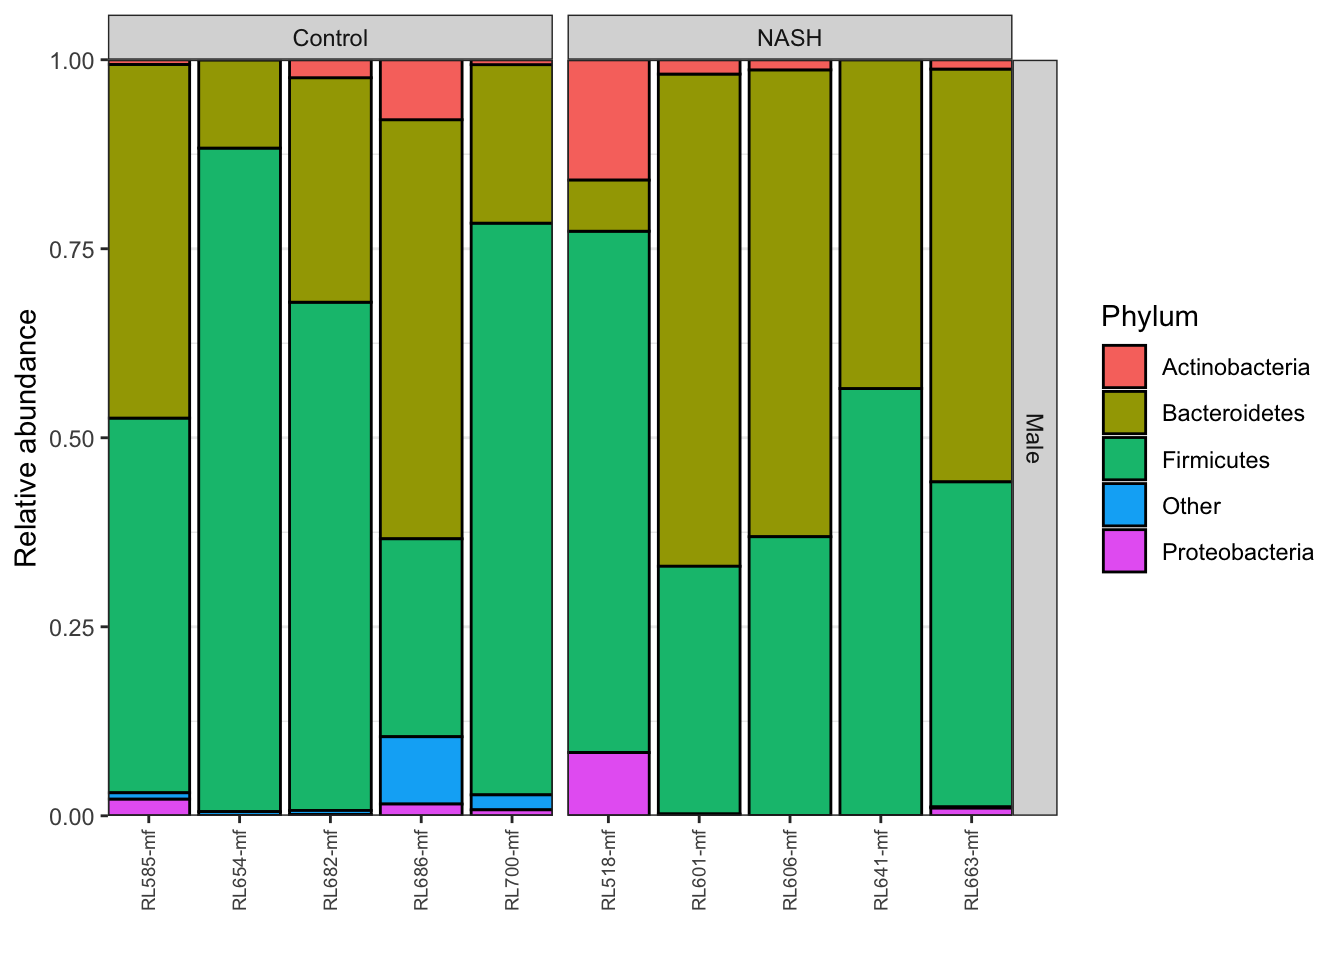 Control
NASH
1.00
0.75
0.50
0.25
0.00
Relative abundance
Male
RL585-mf
RL654-mf
RL682-mf
RL686-mf
RL700-mf
RL518-mf
RL601-mf
RL606-mf
RL641-mf
RL663-mf
Phylum
Actinobacteria
Bacteroidetes
Firmicutes
Other
Proteobacteria